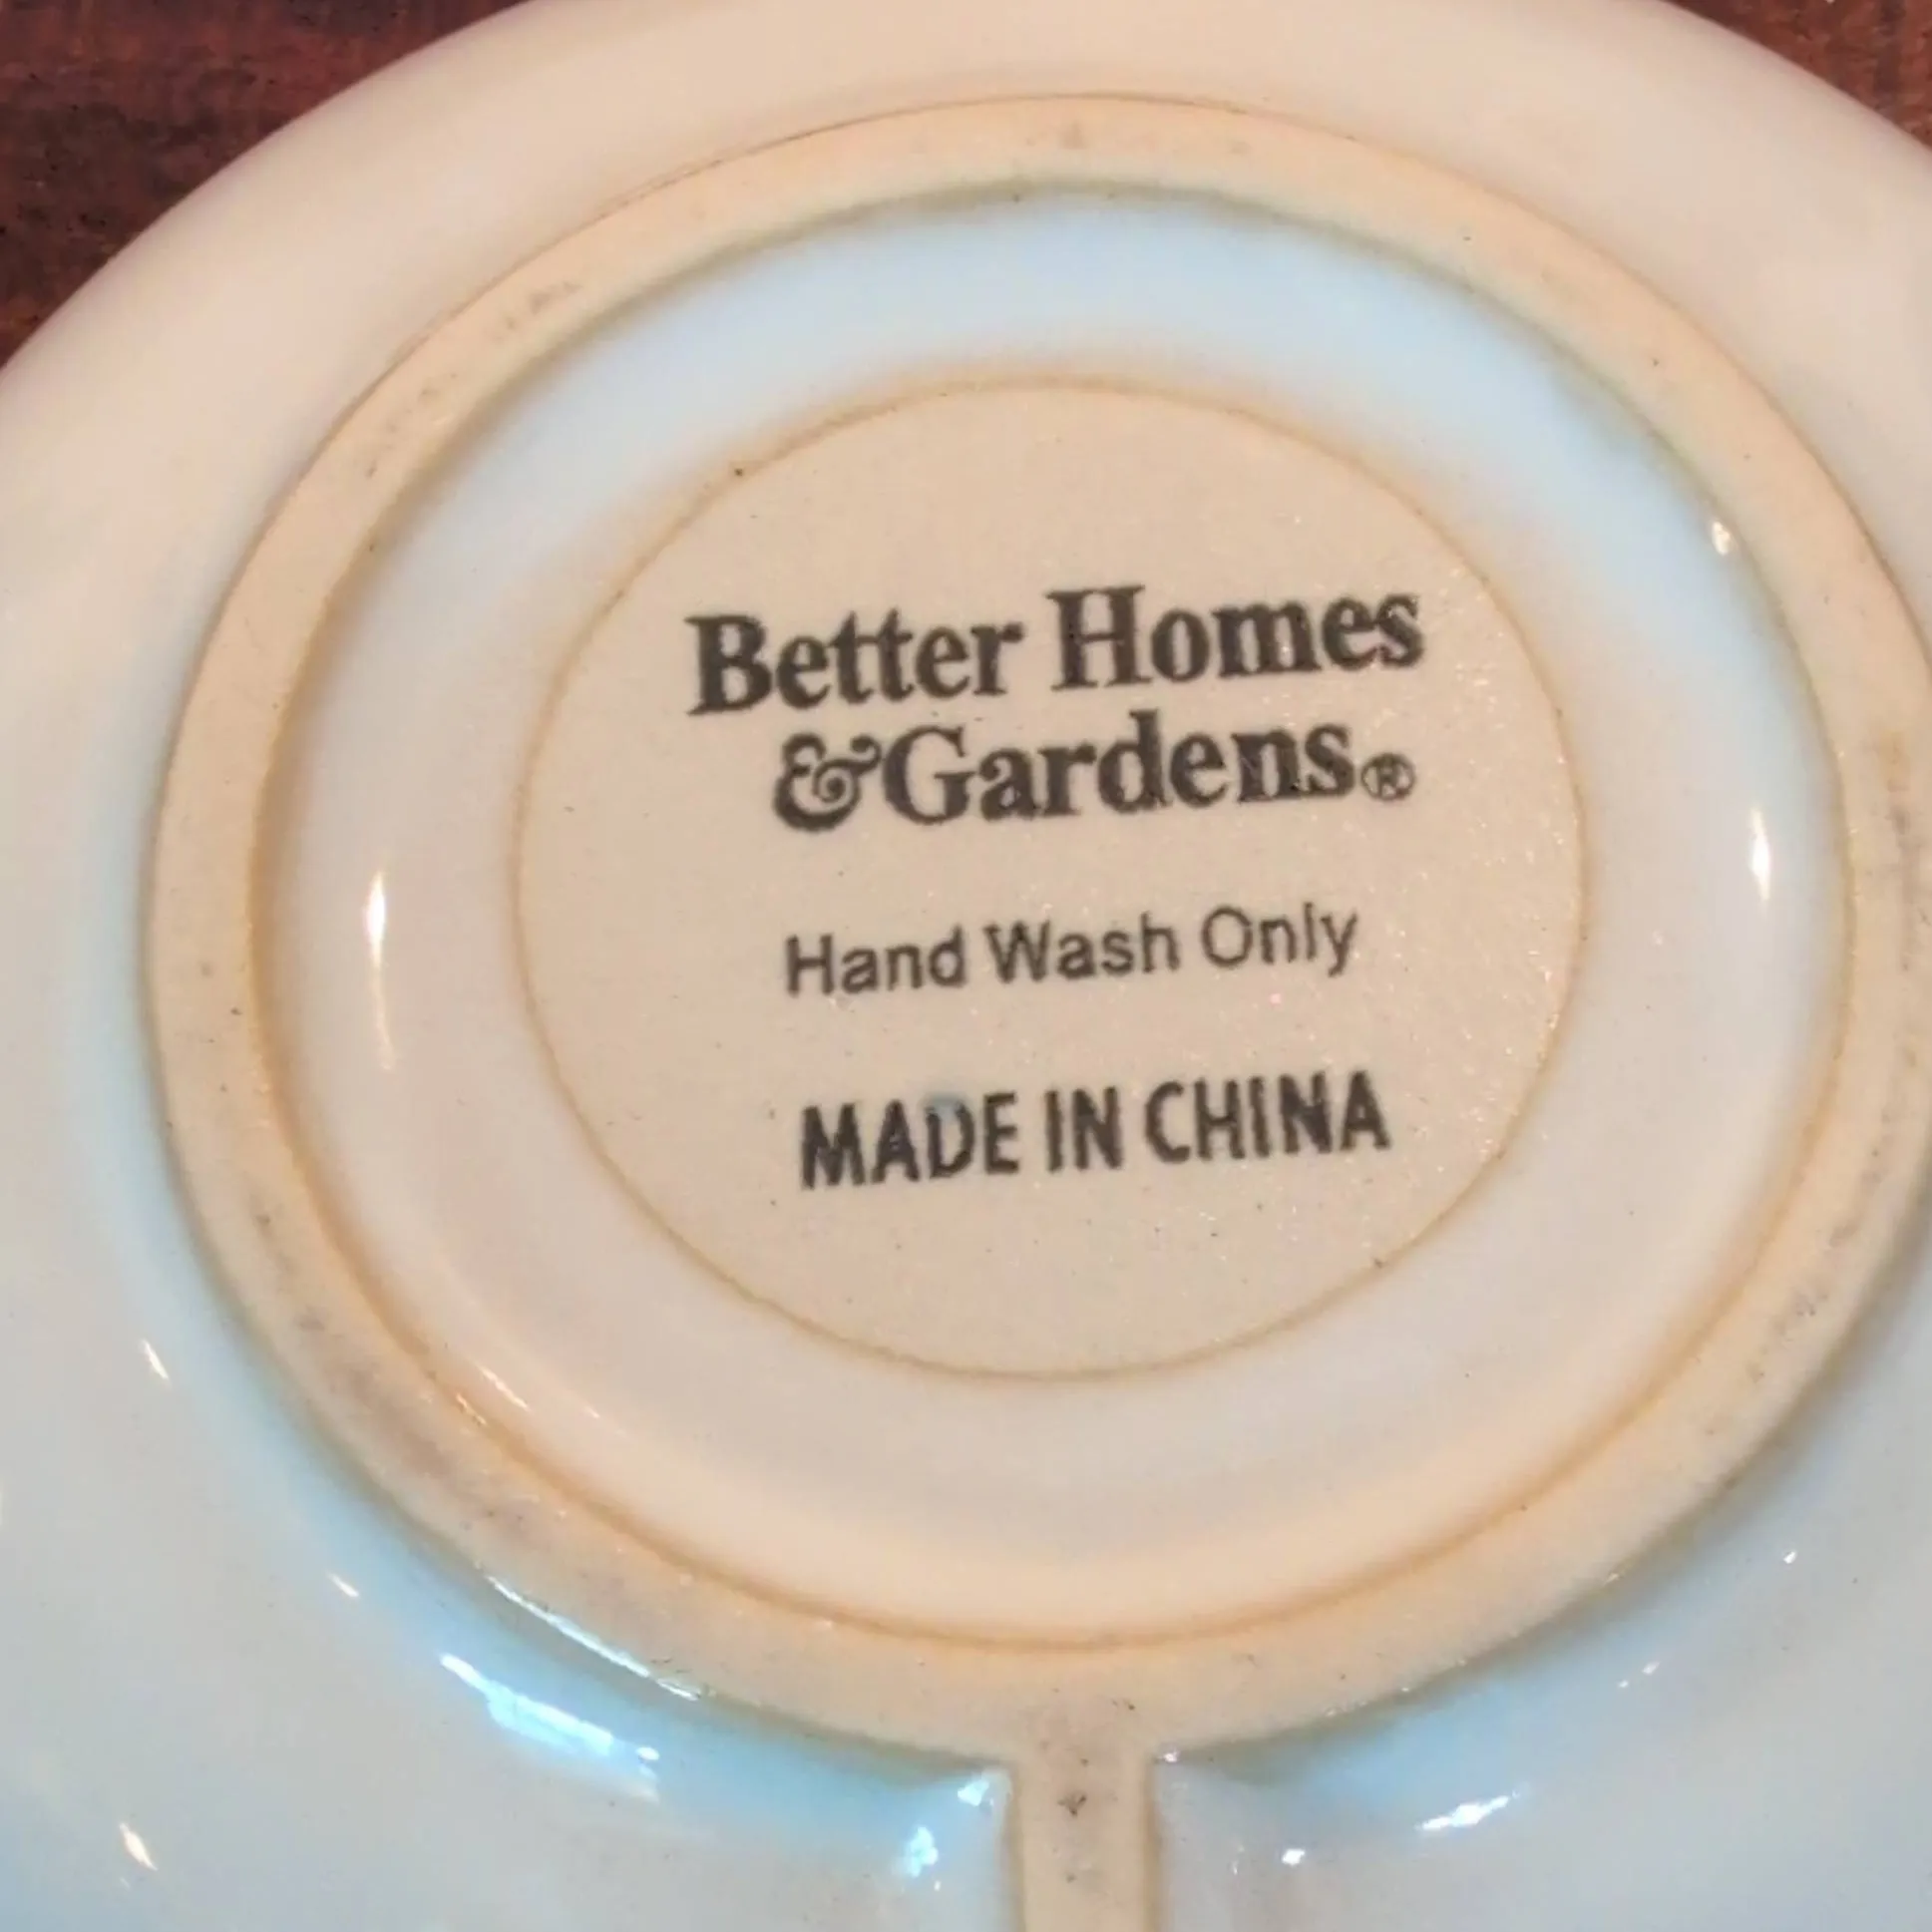 Better Homes
&Gardens®
Hand Wash Only
MADE IN CHINA